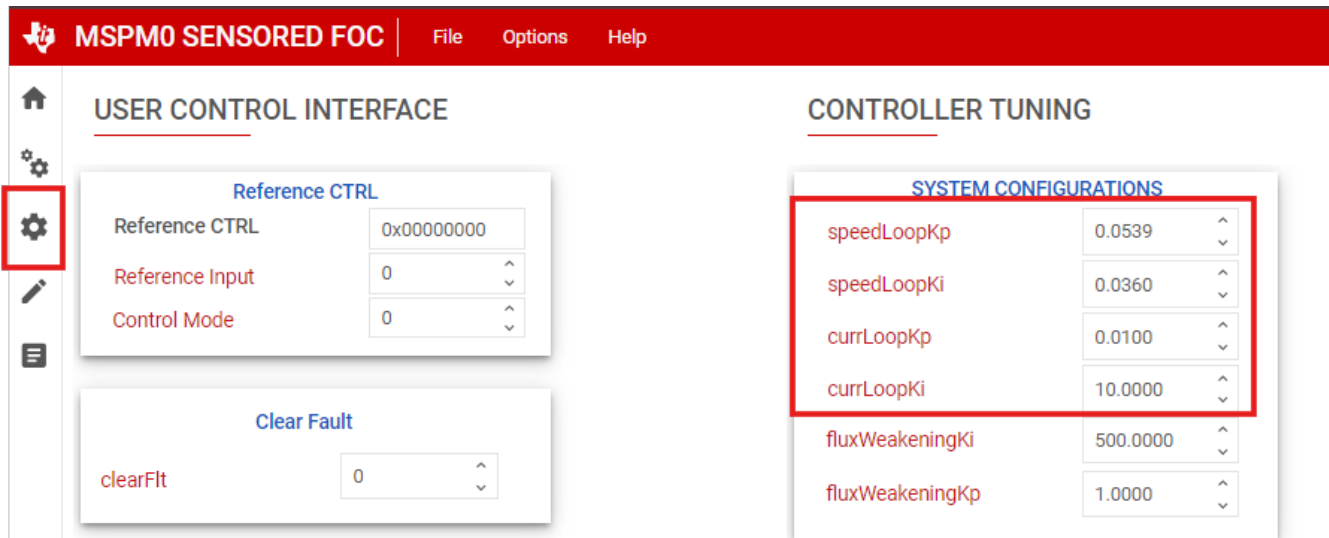 MSPM0 SENSORED FOC File Options Help
USER CONTROL INTERFACE
Reference CTRL
Reference CTRL 0x00000000
Reference Input 0
Control Mode 0
Clear Fault
clearFlt 0
CONTROLLER TUNING
SYSTEM CONFIGURATIONS
speedLoopKp 0.0539
speedLoopKi 0.0360
currLoopKp 0.0100
currLoopKi 10.0000
fluxWeakeningKi 500.0000
fluxWeakeningKp 1.0000